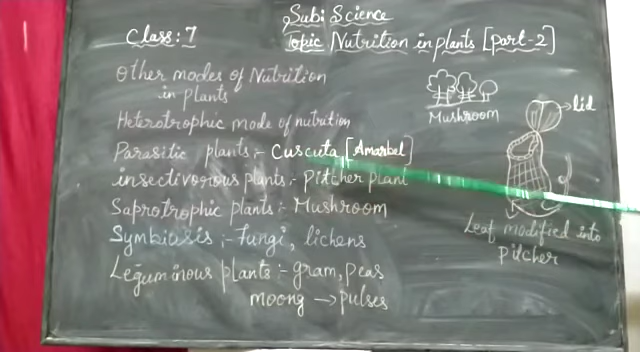 Sub: Science
Class: 7
Topic Nutrition in plants [part-2]
Other modes of Nutrition
in plants
Heterotrophic mode of nutrition
Parasitic plants:- Cuscuta [Amarbel]
insectivorous plants:- Pitcher plant
Saprotrophic plants:- Mushroom
Symbiosis:- Fungi, lichens
Leguminous plants:- gram, peas
moong → pulses
Mushroom
lid
Leaf modified into
pitcher